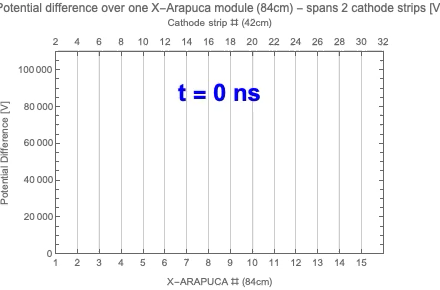 Potential difference over one X-Arapuca module (84cm) - spans 2 cathode strips [V
Cathode strip # (42cm)
2 4 6 8 10 12 14 16 18 20 22 24 26 28 30 32
t = 0 ns
100 000
80 000
60 000
40 000
20 000
0
Potential Difference [V]
1 2 3 4 5 6 7 8 9 10 11 12 13 14 15
X-ARAPUCA # (84cm)